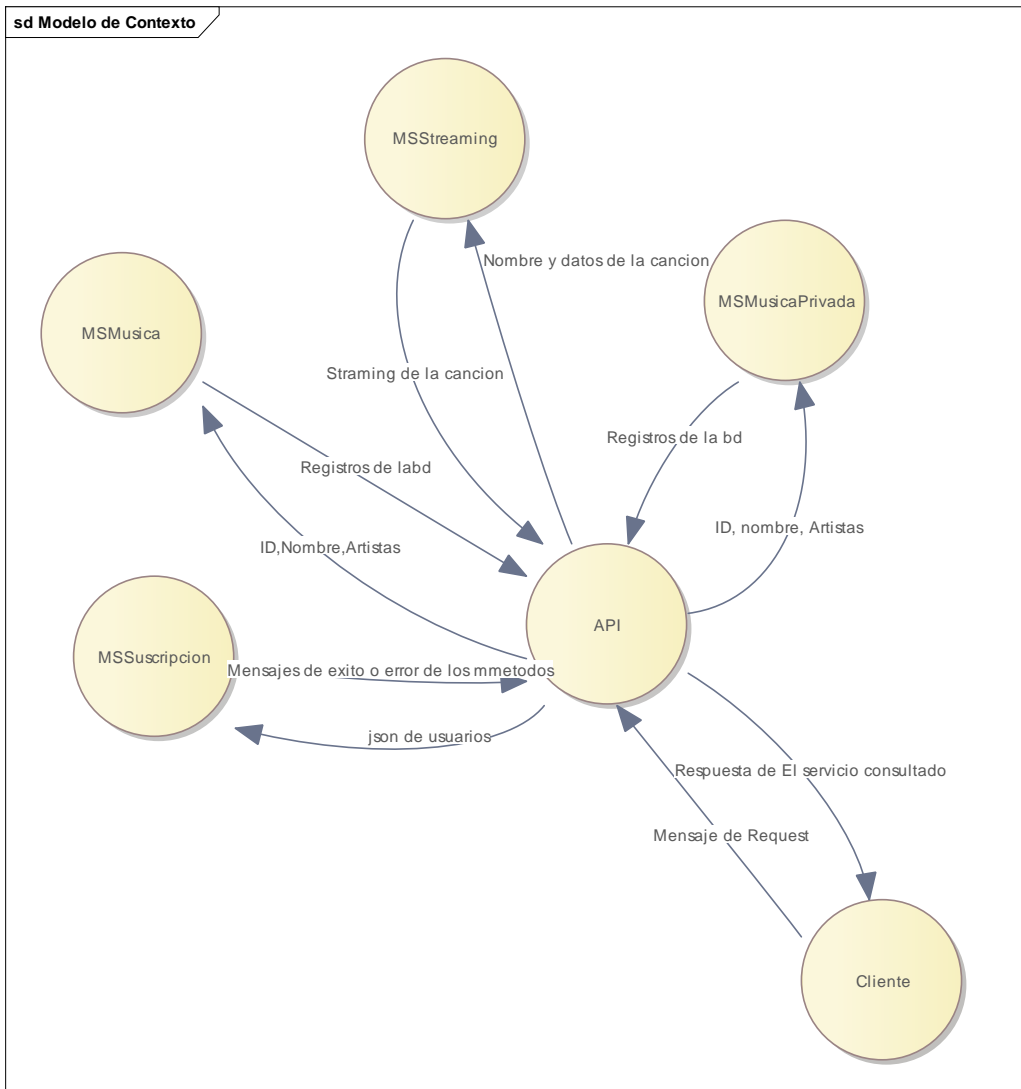 sd Modelo de Contexto
MSStreaming
Nombre y datos de la cancion
MSMusicaPrivada
MSMusica
Straming de la cancion
Registros de la bd
Registros de labd
ID, nombre, Artistas
ID,Nombre,Artistas
API
MSSuscripcion
Mensajes de exito o error de los mmetodos
json de usuarios
Respuesta de El servicio consultado
Mensaje de Request
Cliente